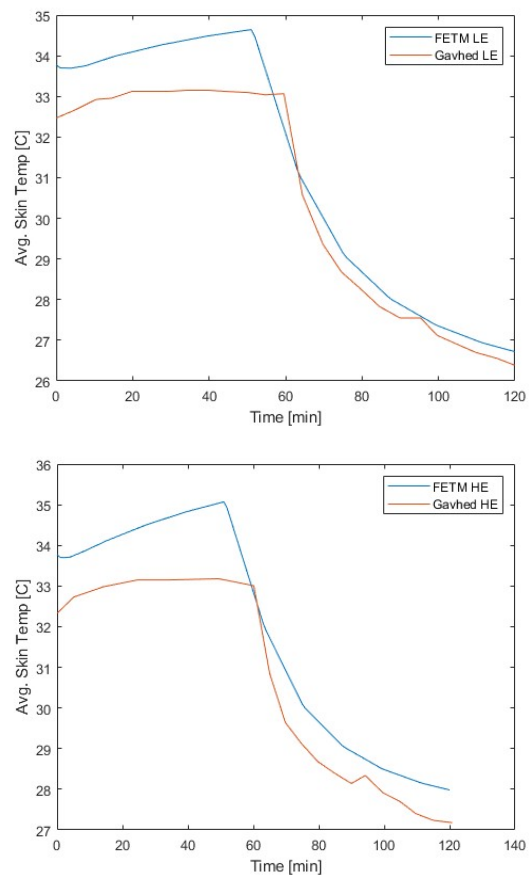 35
34
33
32
31
30
29
28
27
26
Avg. Skin Temp [C]
FETM LE
Gavhed LE
0 20 40 60 80 100 120
Time [min]
36
35
34
33
32
31
30
29
28
27
Avg. Skin Temp [C]
FETM HE
Gavhed HE
0 20 40 60 80 100 120 140
Time [min]